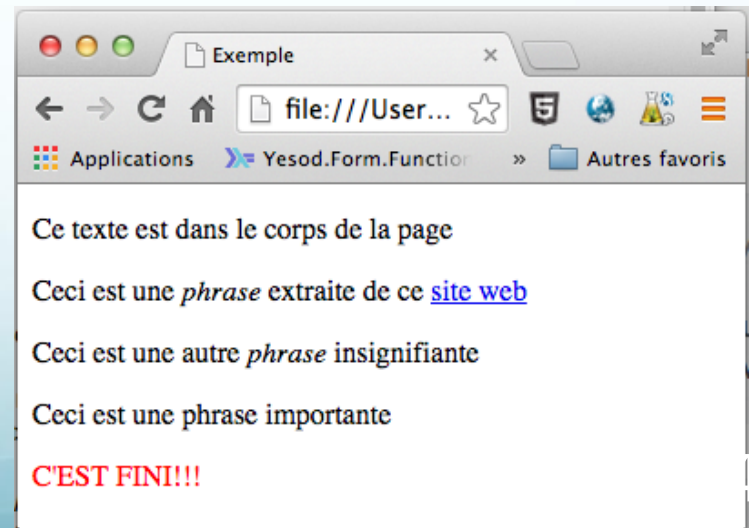 Exemple
file:///User...
Applications Yesod.Form.Function » Autres favoris
Ce texte est dans le corps de la page
Ceci est une phrase extraite de ce site web
Ceci est une autre phrase insignifiante
Ceci est une phrase importante
C'EST FINI!!!